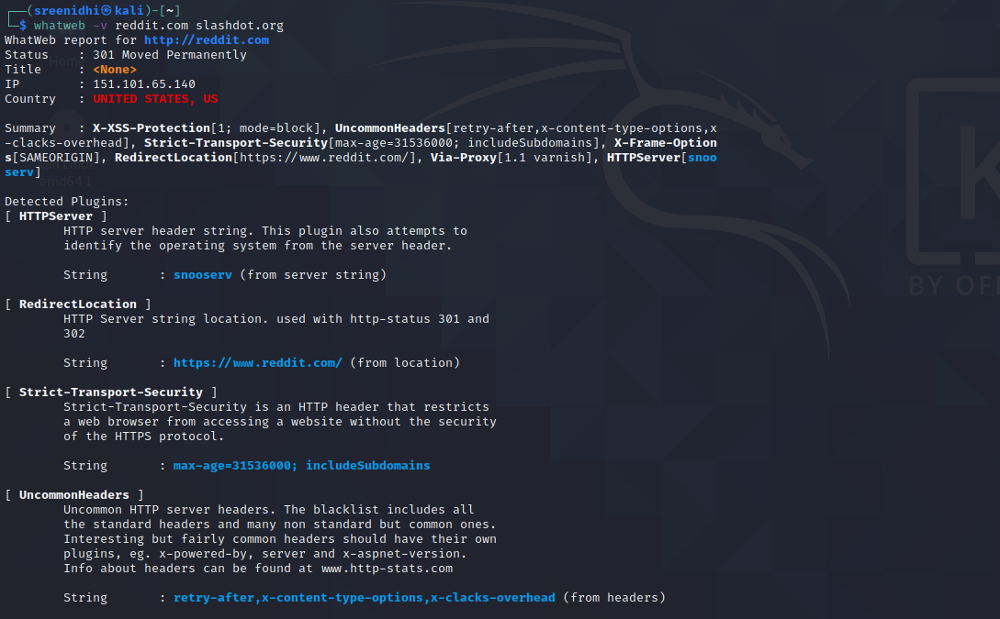 ┌──(sreenidhi㉿kali)-[~]
└─$ whatweb -v reddit.com slashdot.org
WhatWeb report for http://reddit.com
Status    : 301 Moved Permanently
Title     : <None>
IP        : 151.101.65.140
Country   : UNITED STATES, US
Summary   : X-XSS-Protection[1; mode=block], UncommonHeaders[retry-after,x-content-type-options,x
-clacks-overhead], Strict-Transport-Security[max-age=31536000; includeSubdomains], X-Frame-Option
s[SAMEORIGIN], RedirectLocation[https://www.reddit.com/], Via-Proxy[1.1 varnish], HTTPServer[snoo
serv]
Detected Plugins:
[ HTTPServer ]
HTTP server header string. This plugin also attempts to
identify the operating system from the server header.
String       : snooserv (from server string)
[ RedirectLocation ]
HTTP Server string location. used with http-status 301 and
302
String       : https://www.reddit.com/ (from location)
[ Strict-Transport-Security ]
Strict-Transport-Security is an HTTP header that restricts
a web browser from accessing a website without the security
of the HTTPS protocol.
String       : max-age=31536000; includeSubdomains
[ UncommonHeaders ]
Uncommon HTTP server headers. The blacklist includes all
the standard headers and many non standard but common ones.
Interesting but fairly common headers should have their own
plugins, eg. x-powered-by, server and x-aspnet-version.
Info about headers can be found at www.http-stats.com
String       : retry-after,x-content-type-options,x-clacks-overhead (from headers)
Home
amd64 1
K
BY OF